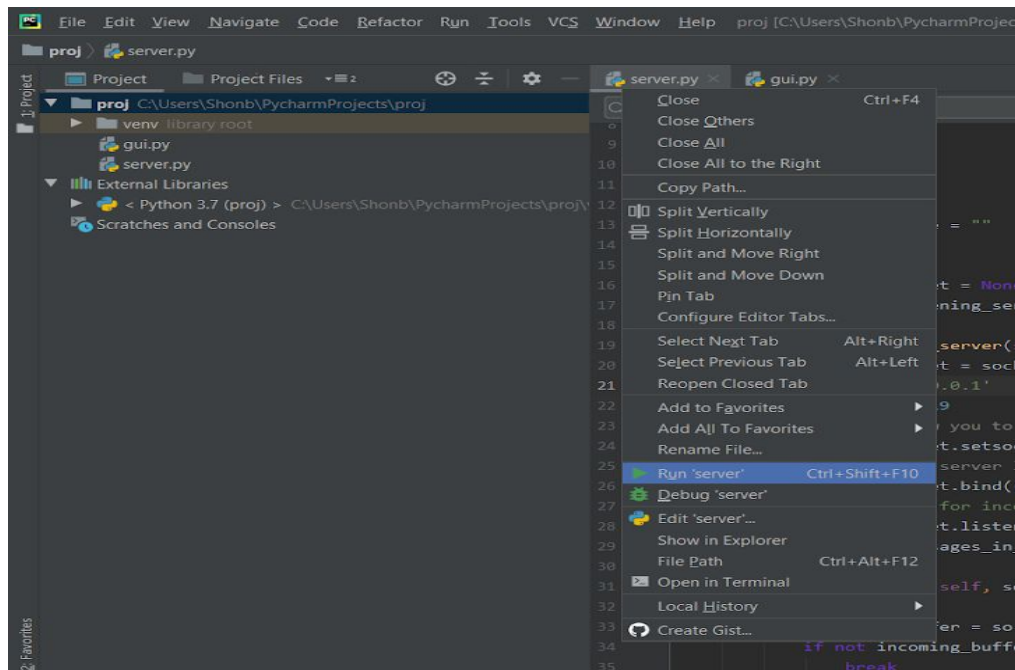 PC File Edit View Navigate Code Refactor Run Tools VCS Window Help proj [C:\Users\Shonb\PycharmProjec
proj server.py
1: Project
Project Project Files 2
proj C:\Users\Shonb\PycharmProjects\proj
venv library root
gui.py
server.py
External Libraries
< Python 3.7 (proj) > C:\Users\Shonb\PycharmProjects\proj\
Scratches and Consoles
2: Favorites
server.py gui.py
Close Ctrl+F4
Close Others
Close All
Close All to the Right
Copy Path...
Split Vertically
Split Horizontally
Split and Move Right
Split and Move Down
Pin Tab
Configure Editor Tabs...
Select Next Tab Alt+Right
Select Previous Tab Alt+Left
Reopen Closed Tab
Add to Favorites
Add All To Favorites
Rename File...
Run 'server' Ctrl+Shift+F10
Debug 'server'
Edit 'server'...
Show in Explorer
File Path Ctrl+Alt+F12
Open in Terminal
Local History
Create Gist...
9
10
11
12
13 = ""
14
15
16 t = Non
17 ning_se
18
19 _server(
20 t = soc
21 .0.1'
22 9
23 you to
24 t.setso
25 server
26 t.bind(
27 for inc
28 t.liste
29 ages_in
30
31 self, s
32
33 er = so
34 if not incoming_buff
35 break